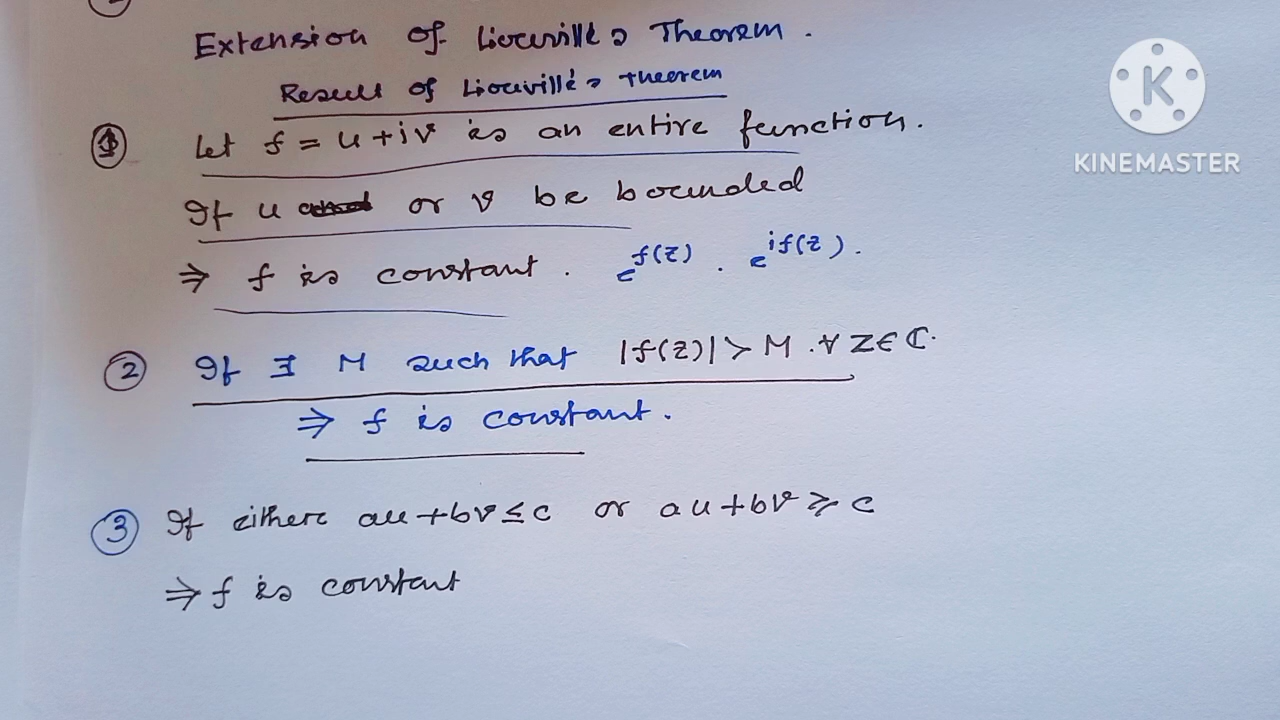 Extension of Liouville's Theorem.
Result of Liouville's theorem
① Let f = u + iv is an entire function.
If u or v be bounded
⇒ f is constant. e^{f(z)}. e^{if(z)}.
② If ∃ M such that |f(z)| > M . ∀ z ∈ ℂ.
⇒ f is constant.
③ If either au + bv ≤ c or au + bv ⩾ c
⇒ f is constant
K
KINEMASTER